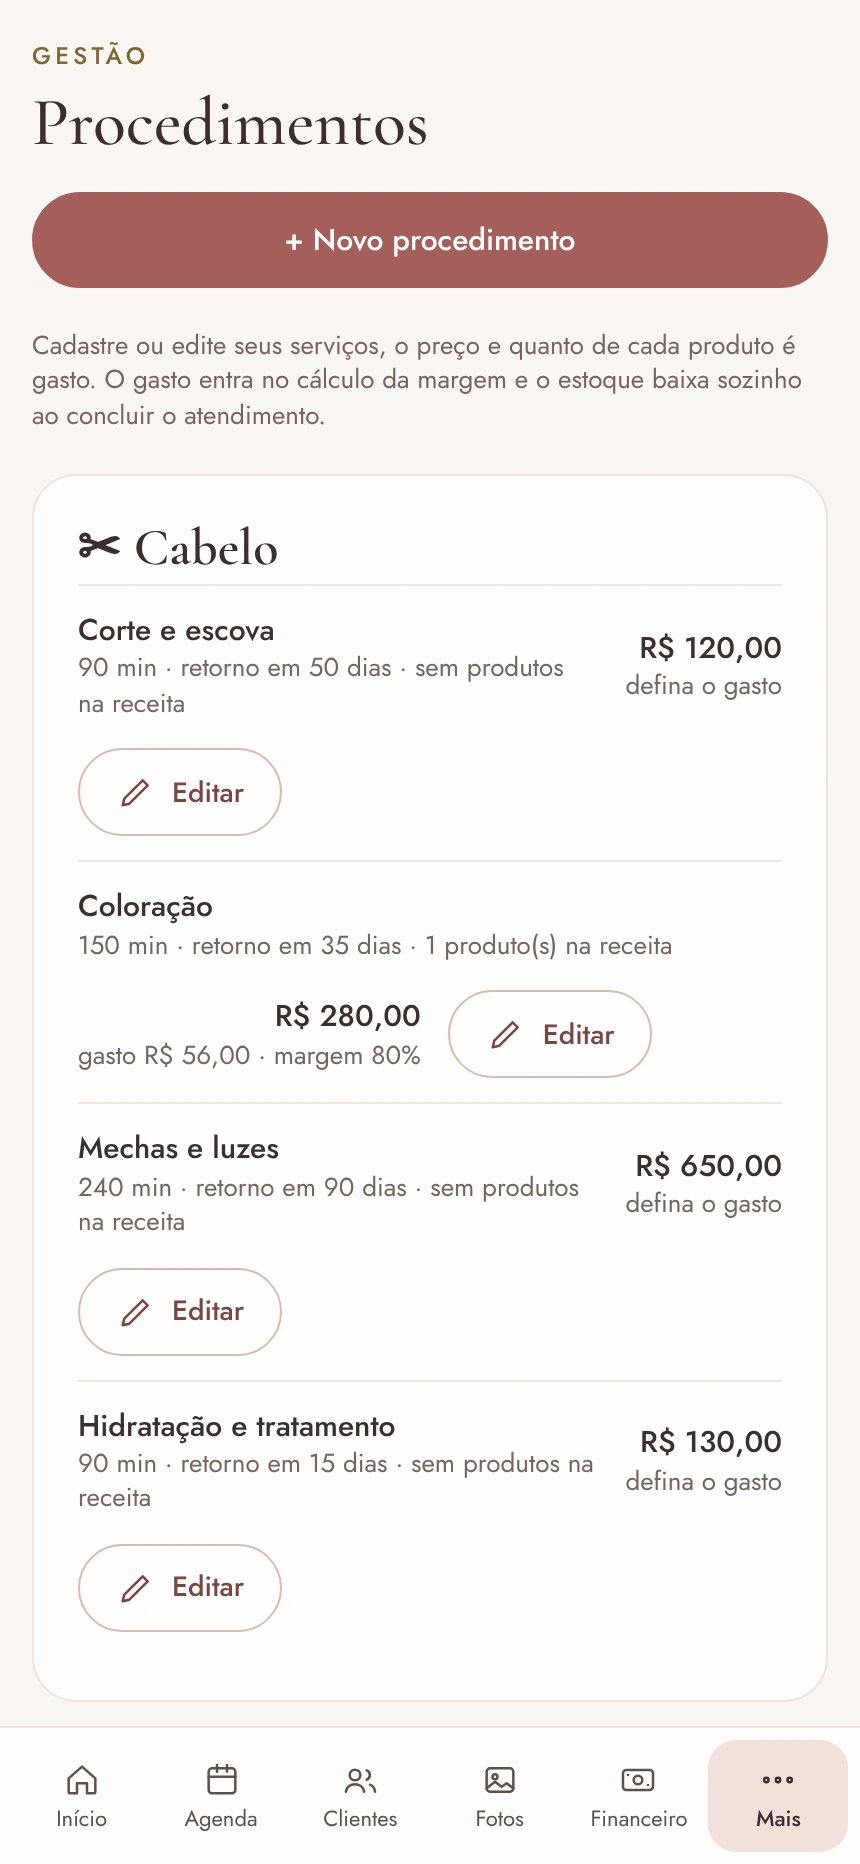 GESTÃO
Procedimentos
+ Novo procedimento
Cadastre ou edite seus serviços, o preço e quanto de cada produto é
gasto. O gasto entra no cálculo da margem e o estoque baixa sozinho
ao concluir o atendimento.
✂ Cabelo
Corte e escova
90 min · retorno em 50 dias · sem produtos
na receita
R$ 120,00
defina o gasto
Editar
Coloração
150 min · retorno em 35 dias · 1 produto(s) na receita
R$ 280,00
gasto R$ 56,00 · margem 80%
Editar
Mechas e luzes
240 min · retorno em 90 dias · sem produtos
na receita
R$ 650,00
defina o gasto
Editar
Hidratação e tratamento
90 min · retorno em 15 dias · sem produtos na
receita
R$ 130,00
defina o gasto
Editar
Início
Agenda
Clientes
Fotos
Financeiro
Mais